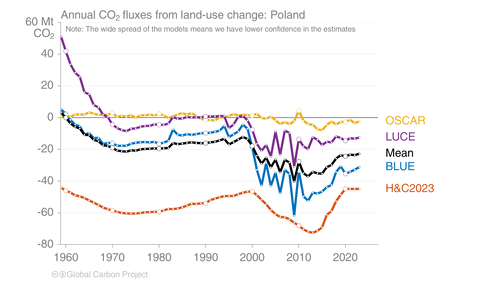 Annual CO₂ fluxes from land-use change: Poland
60 Mt
CO₂
Note: The wide spread of the models means we have lower confidence in the estimates
40
20
0
-20
-40
-60
-80
OSCAR
LUCE
Mean
BLUE
H&C2023
1960 1970 1980 1990 2000 2010 2020
Global Carbon Project